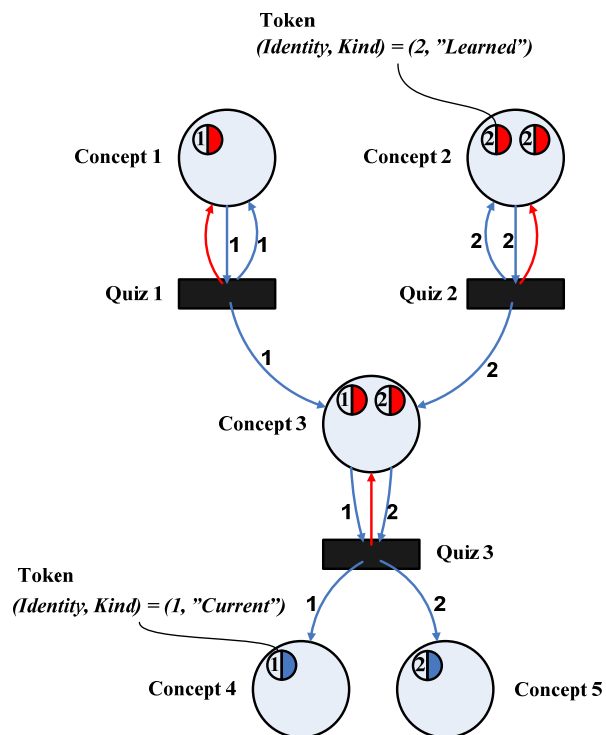 Token
(Identity, Kind) = (2, ”Learned”)
1
2 2
Concept 1
Concept 2
1 1
2 2
Quiz 1
Quiz 2
1
2
1 2
Concept 3
1 2
Quiz 3
Token
(Identity, Kind) = (1, ”Current”)
1 2
1
2
Concept 4
Concept 5